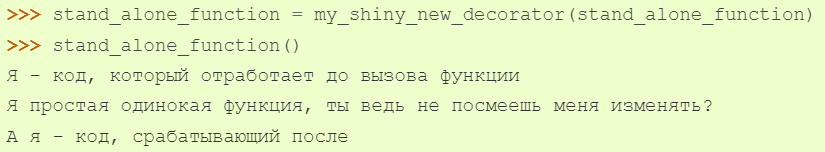 >>> stand_alone_function = my_shiny_new_decorator(stand_alone_function)
>>> stand_alone_function()
Я - код, который отработает до вызова функции
Я простая одинокая функция, ты ведь не посмеешь меня изменять?
А я - код, срабатывающий после